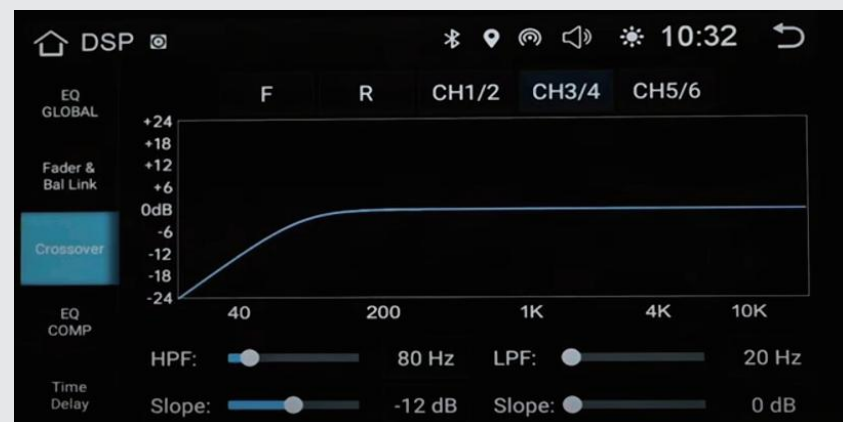 DSP 10:32
F R CH1/2 CH3/4 CH5/6
EQ
GLOBAL
Fader &
Bal Link
Crossover
EQ
COMP
Time
Delay
+24
+18
+12
+6
0dB
-6
-12
-18
-24
40 200 1K 4K 10K
HPF: 80 Hz LPF: 20 Hz
Slope: -12 dB Slope: 0 dB